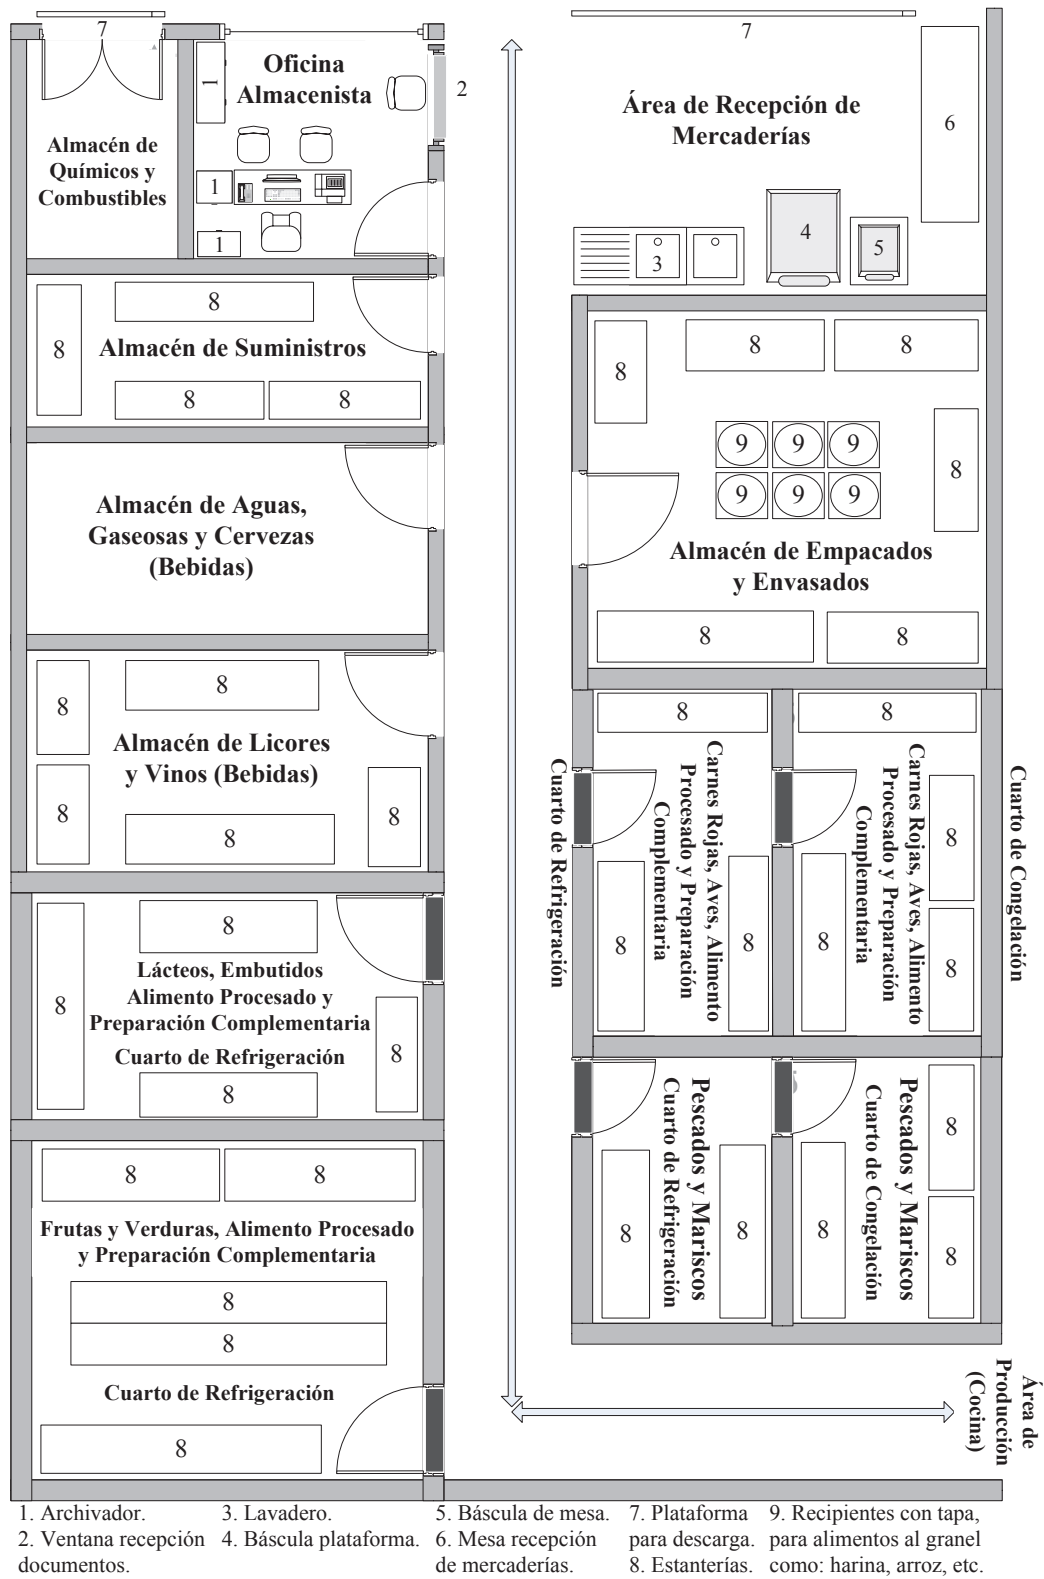 7
7
Oficina
Almacenista
1
2
1
1
Almacén de
Químicos y
Combustibles
Área de Recepción de
Mercaderías
6
3
4
5
8
8
Almacén de Suministros
8
8
8
8
8
9
9
9
8
9
9
9
Almacén de Empacados
y Envasados
8
8
Almacén de Aguas,
Gaseosas y Cervezas
(Bebidas)
8
8
Almacén de Licores
y Vinos (Bebidas)
8
8
8
8
8
Cuarto de Refrigeración
Carnes Rojas, Aves, Alimento
Procesado y Preparación
Complementaria
8
8
Carnes Rojas, Aves, Alimento
Procesado y Preparación
Complementaria
8
8
8
Cuarto de Congelación
8
8
Lácteos, Embutidos
Alimento Procesado y
Preparación Complementaria
Cuarto de Refrigeración
8
8
Pescados y Mariscos
Cuarto de Refrigeración
8
8
Pescados y Mariscos
Cuarto de Congelación
8
8
8
8
8
Frutas y Verduras, Alimento Procesado
y Preparación Complementaria
8
8
Cuarto de Refrigeración
8
Área de
Producción
(Cocina)
1. Archivador.
2. Ventana recepción
documentos.
3. Lavadero.
4. Báscula plataforma.
5. Báscula de mesa.
6. Mesa recepción
de mercaderías.
7. Plataforma
para descarga.
8. Estanterías.
9. Recipientes con tapa,
para alimentos al granel
como: harina, arroz, etc.